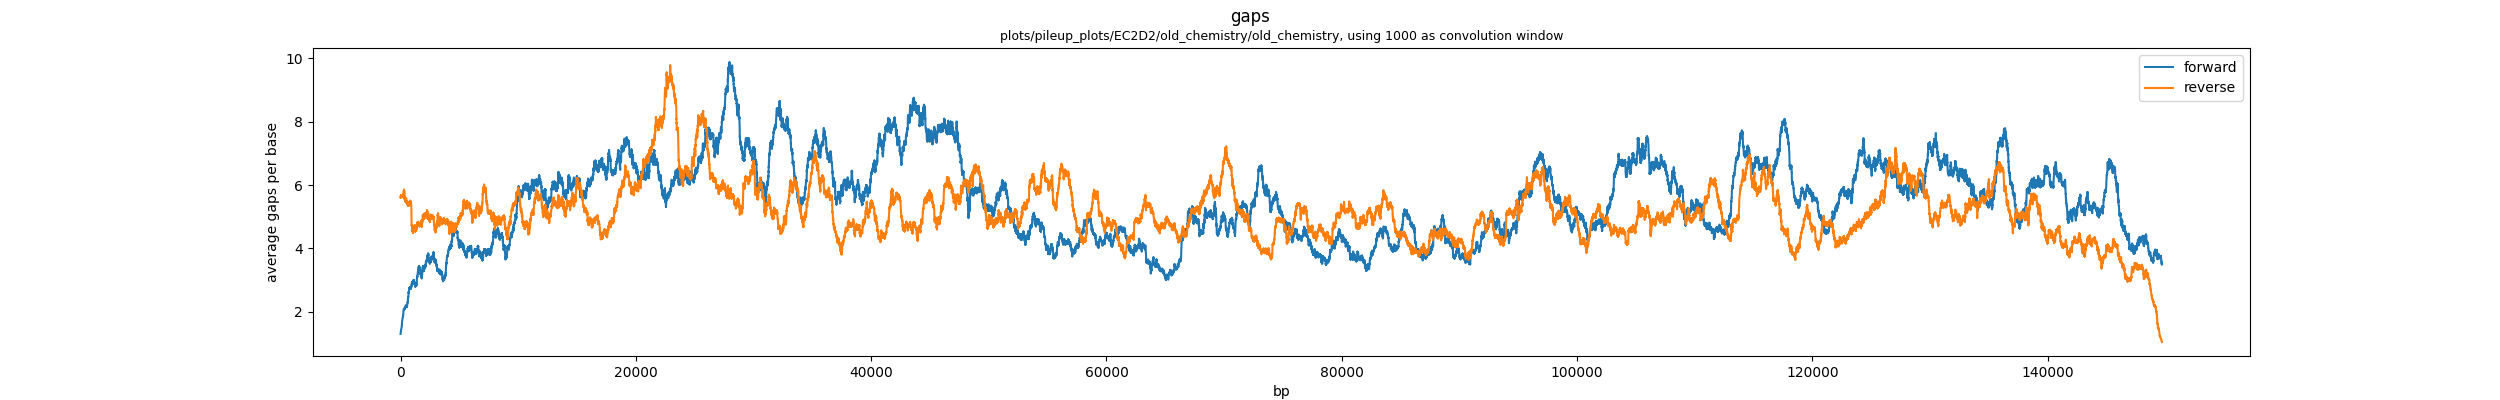 gaps
plots/pileup_plots/EC2D2/old_chemistry/old_chemistry, using 1000 as convolution window
10
8
6
4
2
average gaps per base
forward
reverse
0 20000 40000 60000 80000 100000 120000 140000
bp